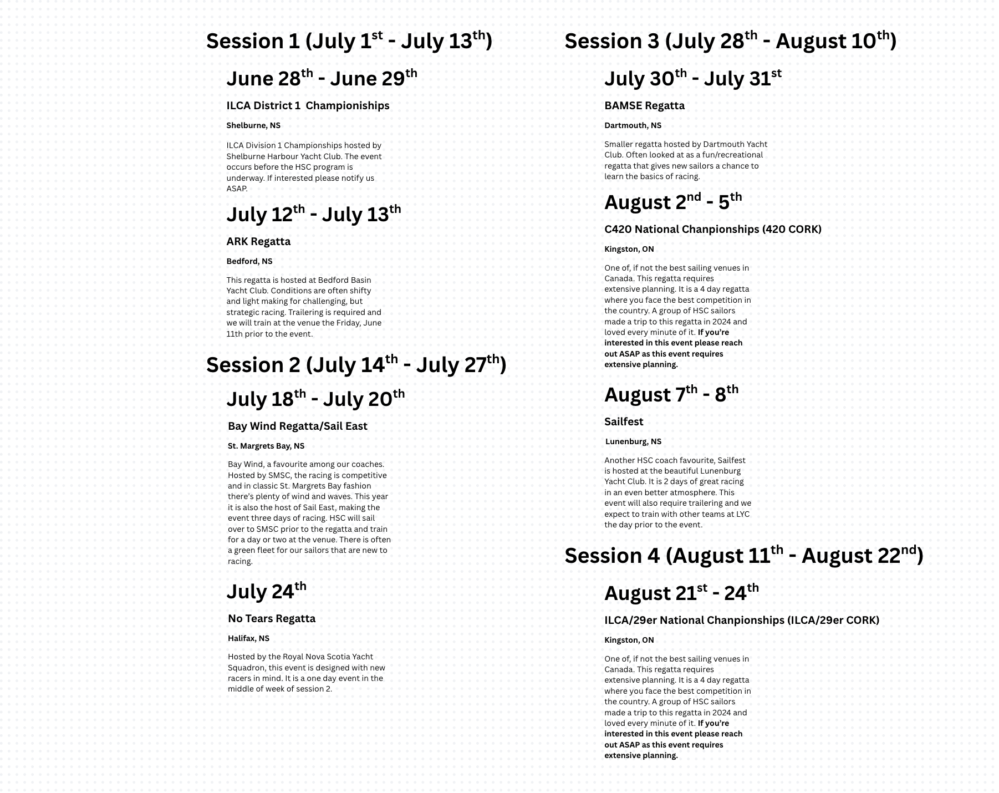 Session 1 (July 1st - July 13th)
June 28th - June 29th
ILCA District 1  Championiships
Shelburne, NS
ILCA Division 1 Championships hosted by
Shelburne Harbour Yacht Club. The event
occurs before the HSC program is
underway. If interested please notify us
ASAP.
July 12th - July 13th
ARK Regatta
Bedford, NS
This regatta is hosted at Bedford Basin
Yacht Club. Conditions are often shifty
and light making for challenging, but
strategic racing. Trailering is required and
we will train at the venue the Friday, June
11th prior to the event.
Session 2 (July 14th - July 27th)
July 18th - July 20th
Bay Wind Regatta/Sail East
St. Margrets Bay, NS
Bay Wind, a favourite among our coaches.
Hosted by SMSC, the racing is competitive
and in classic St. Margrets Bay fashion
there’s plenty of wind and waves. This year
it is also the host of Sail East, making the
event three days of racing. HSC will sail
over to SMSC prior to the regatta and train
for a day or two at the venue. There is often
a green fleet for our sailors that are new to
racing.
July 24th
No Tears Regatta
Halifax, NS
Hosted by the Royal Nova Scotia Yacht
Squadron, this event is designed with new
racers in mind. It is a one day event in the
middle of week of session 2.
Session 3 (July 28th - August 10th)
July 30th - July 31st
BAMSE Regatta
Dartmouth, NS
Smaller regatta hosted by Dartmouth Yacht
Club. Often looked at as a fun/recreational
regatta that gives new sailors a chance to
learn the basics of racing.
August 2nd - 5th
C420 National Chanpionships (420 CORK)
Kingston, ON
One of, if not the best sailing venues in
Canada. This regatta requires
extensive planning. It is a 4 day regatta
where you face the best competition in
the country. A group of HSC sailors
made a trip to this regatta in 2024 and
loved every minute of it. If you’re
interested in this event please reach
out ASAP as this event requires
extensive planning.
August 7th - 8th
Sailfest
Lunenburg, NS
Another HSC coach favourite, Sailfest
is hosted at the beautiful Lunenburg
Yacht Club. It is 2 days of great racing
in an even better atmosphere. This
event will also require trailering and we
expect to train with other teams at LYC
the day prior to the event.
Session 4 (August 11th - August 22nd)
August 21st - 24th
ILCA/29er National Chanpionships (ILCA/29er CORK)
Kingston, ON
One of, if not the best sailing venues in
Canada. This regatta requires
extensive planning. It is a 4 day regatta
where you face the best competition in
the country. A group of HSC sailors
made a trip to this regatta in 2024 and
loved every minute of it. If you’re
interested in this event please reach
out ASAP as this event requires
extensive planning.